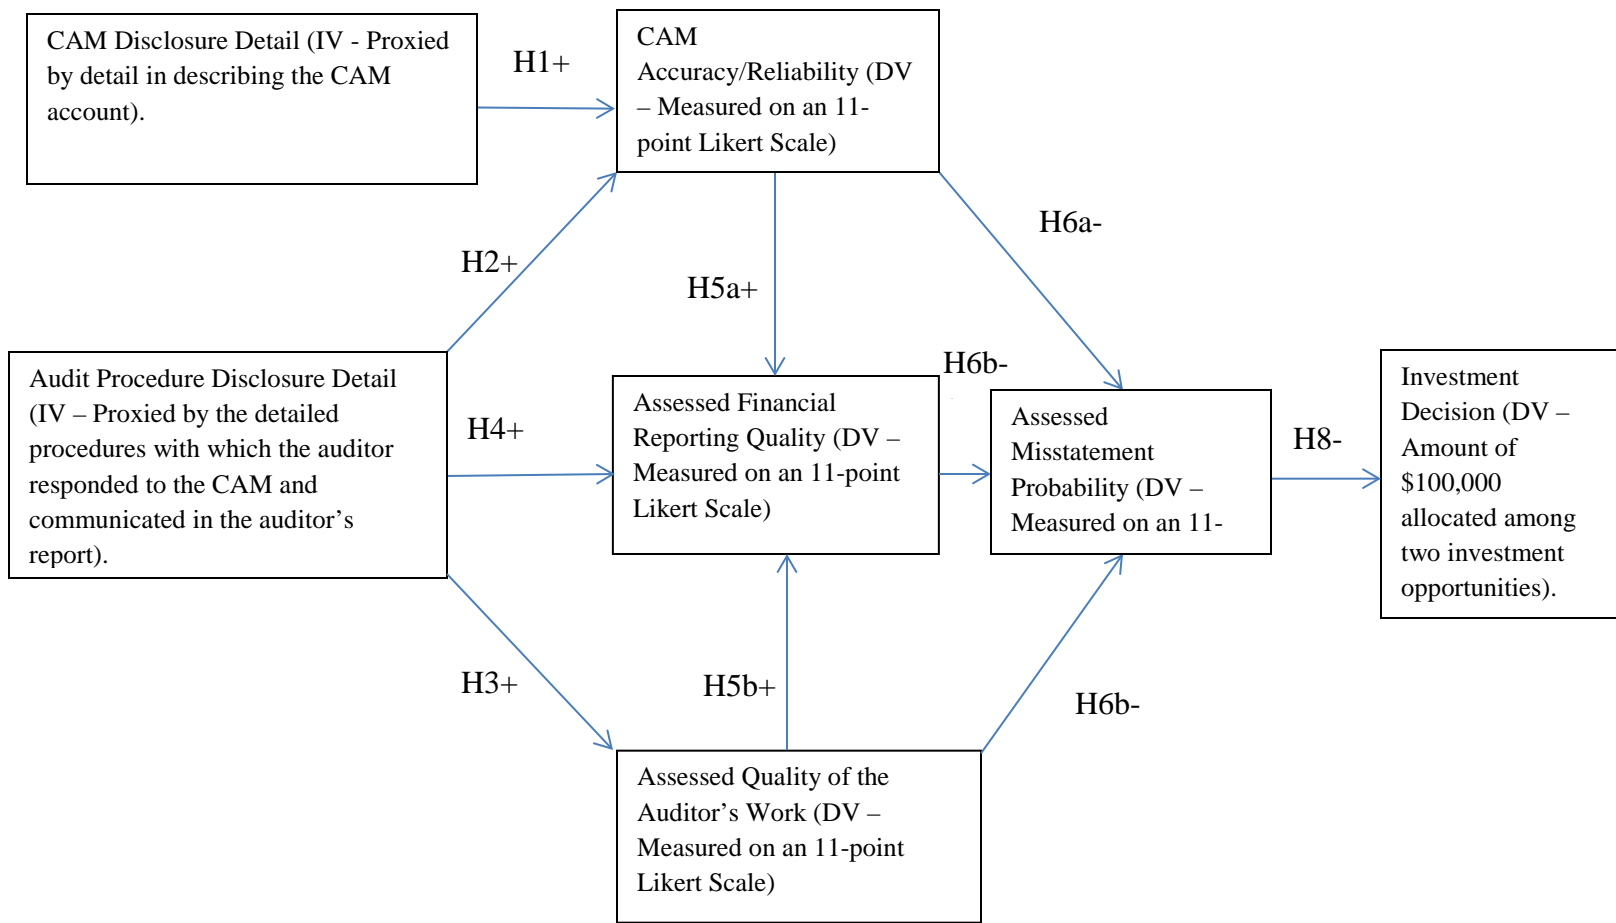 CAM Disclosure Detail (IV - Proxied
by detail in describing the CAM
account).
H1+
CAM
Accuracy/Reliability (DV
– Measured on an 11-
point Likert Scale)
H2+
H5a+
H6a-
Audit Procedure Disclosure Detail
(IV – Proxied by the detailed
procedures with which the auditor
responded to the CAM and
communicated in the auditor’s
report).
H4+
Assessed Financial
Reporting Quality (DV –
Measured on an 11-point
Likert Scale)
H6b-
Assessed
Misstatement
Probability (DV –
Measured on an 11-
H8-
Investment
Decision (DV –
Amount of
$100,000
allocated among
two investment
opportunities).
H3+
H5b+
H6b-
Assessed Quality of the
Auditor’s Work (DV –
Measured on an 11-point
Likert Scale)